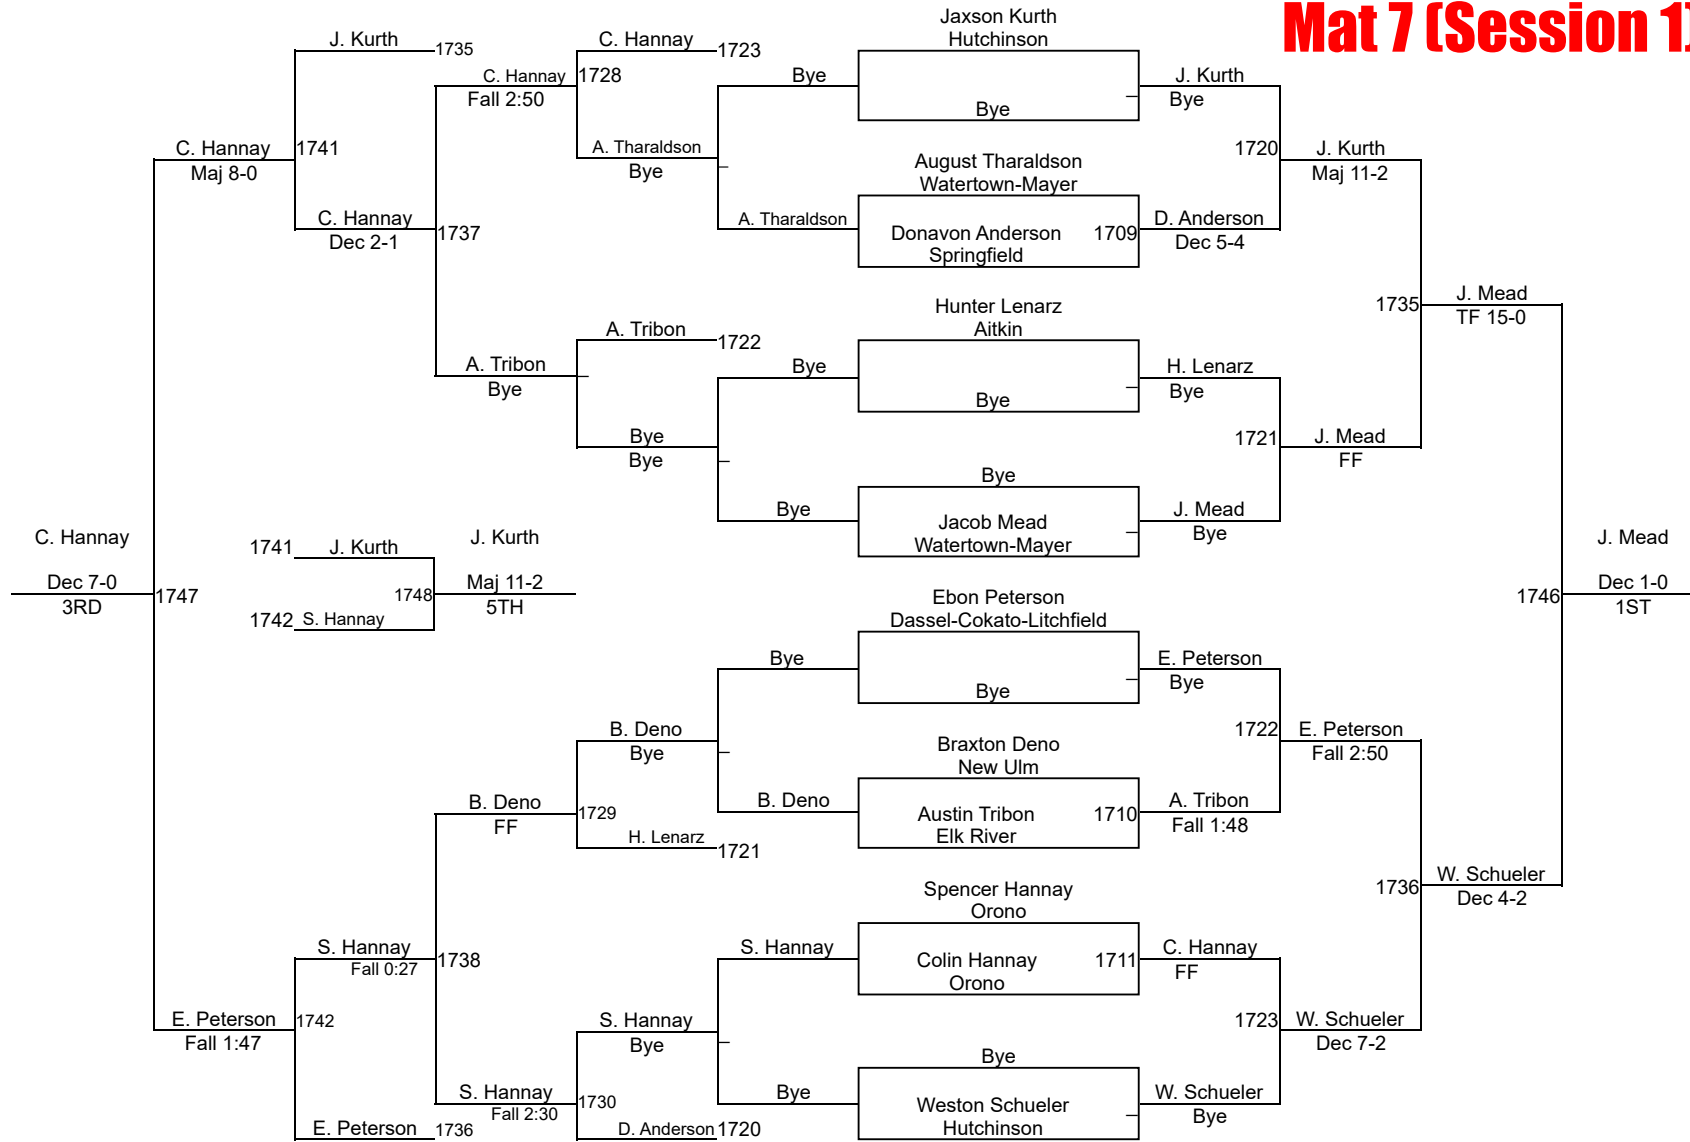 Mat 7 (Session 1)
Jaxson Kurth
Hutchinson
J. Kurth
1735
C. Hannay
1723
C. Hannay
1728
Fall 2:50
Bye
Bye
J. Kurth
Bye
C. Hannay
1741
Maj 8-0
A. Tharaldson
Bye
August Tharaldson
Watertown-Mayer
1720
J. Kurth
Maj 11-2
C. Hannay
1737
Dec 2-1
A. Tharaldson
Donavon Anderson
1709
Springfield
D. Anderson
Dec 5-4
Hunter Lenarz
Aitkin
1735
J. Mead
TF 15-0
A. Tribon
1722
A. Tribon
Bye
Bye
Bye
H. Lenarz
Bye
Bye
Bye
1721
J. Mead
FF
Bye
Bye
Jacob Mead
Watertown-Mayer
J. Mead
Bye
C. Hannay
Dec 7-0
3RD
1747
1741
J. Kurth
1748
1742
S. Hannay
J. Kurth
Maj 11-2
5TH
J. Mead
1746
Dec 1-0
1ST
Ebon Peterson
Dassel-Cokato-Litchfield
Bye
Bye
E. Peterson
Bye
B. Deno
Bye
Braxton Deno
New Ulm
1722
E. Peterson
Fall 2:50
B. Deno
FF
1729
B. Deno
Austin Tribon
1710
Elk River
A. Tribon
Fall 1:48
H. Lenarz
1721
Spencer Hannay
Orono
1736
W. Schueler
Dec 4-2
S. Hannay
Fall 0:27
1738
S. Hannay
Colin Hannay
1711
Orono
C. Hannay
FF
E. Peterson
1742
Fall 1:47
S. Hannay
Bye
Bye
1723
W. Schueler
Dec 7-2
S. Hannay
Fall 2:30
1730
Bye
Weston Schueler
Hutchinson
W. Schueler
Bye
E. Peterson
1736
D. Anderson
1720